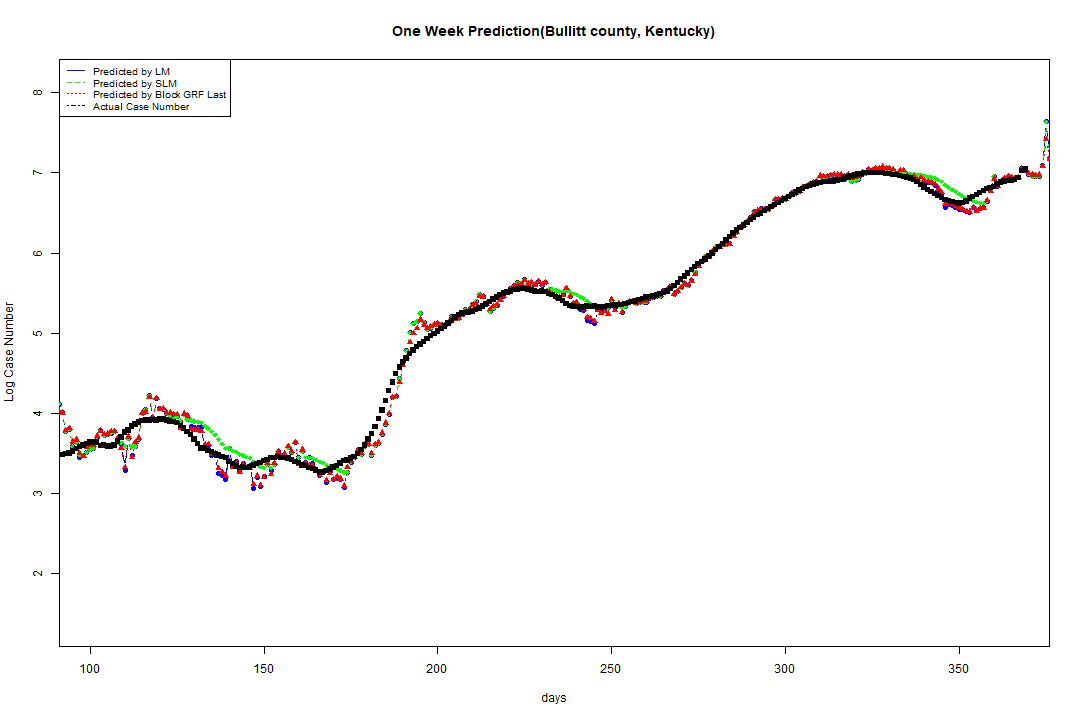 One Week Prediction(Bullitt county, Kentucky)
Predicted by LM
Predicted by SLM
Predicted by Block GRF Last
Actual Case Number
8
7
6
5
4
3
2
Log Case Number
100 150 200 250 300 350
days